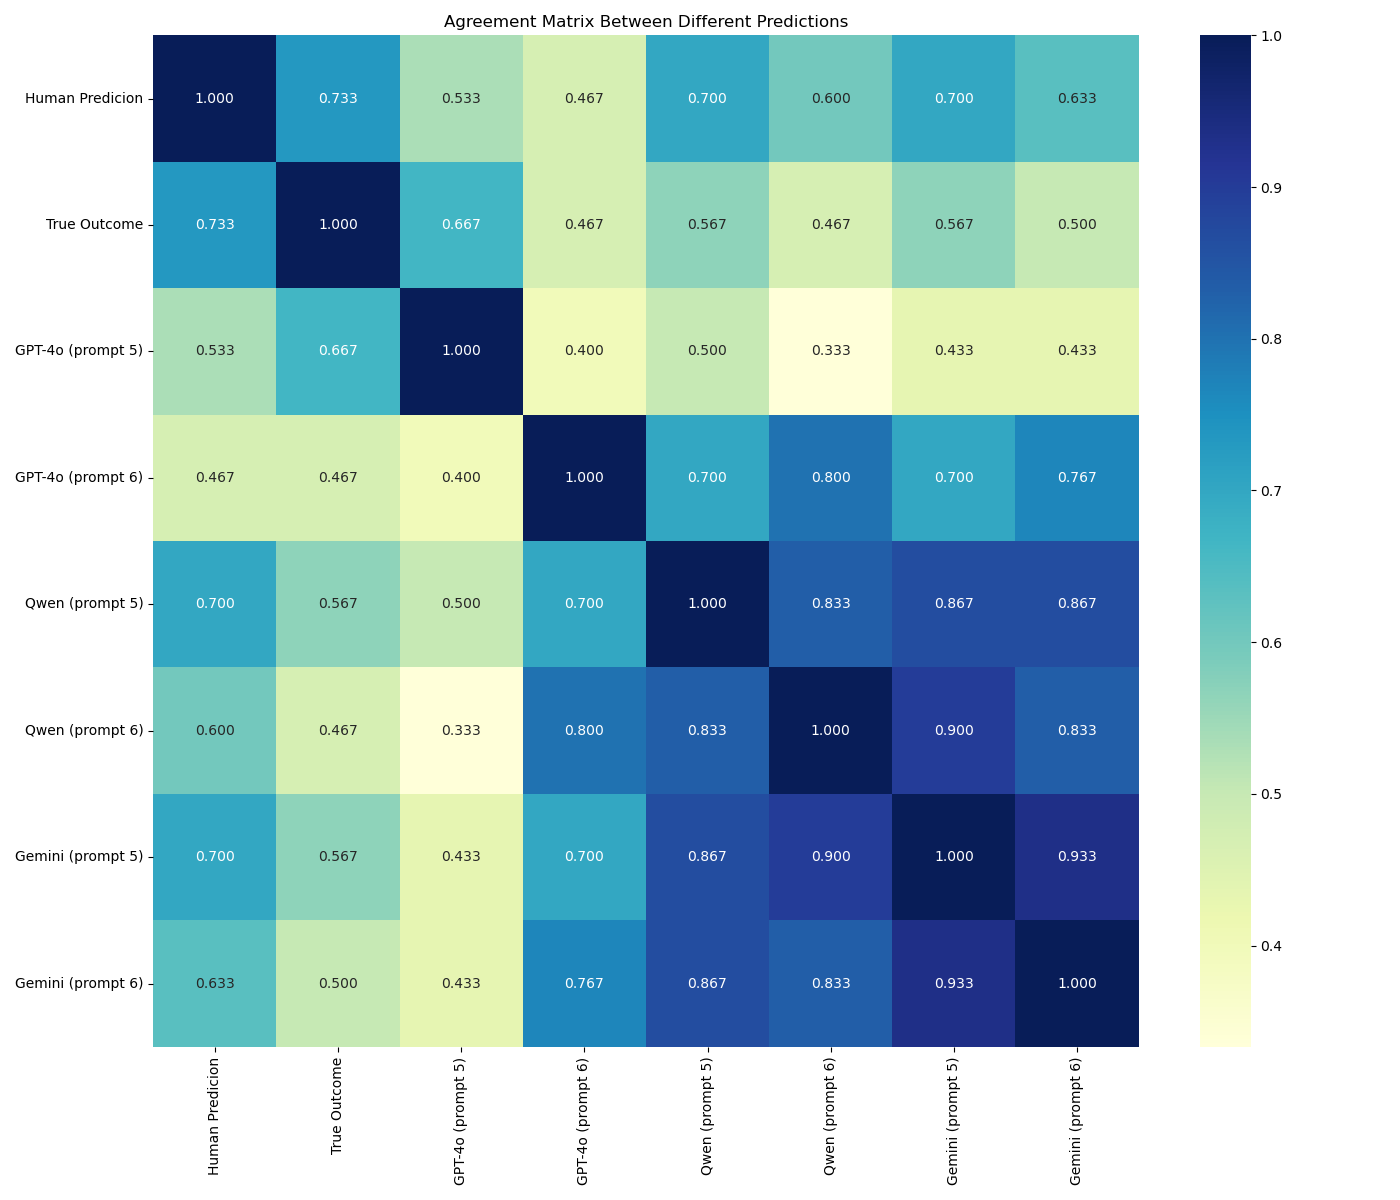 Agreement Matrix Between Different Predictions
Human Predicion 1.000 0.733 0.533 0.467 0.700 0.600 0.700 0.633
True Outcome 0.733 1.000 0.667 0.467 0.567 0.467 0.567 0.500
GPT-4o (prompt 5) 0.533 0.667 1.000 0.400 0.500 0.333 0.433 0.433
GPT-4o (prompt 6) 0.467 0.467 0.400 1.000 0.700 0.800 0.700 0.767
Qwen (prompt 5) 0.700 0.567 0.500 0.700 1.000 0.833 0.867 0.867
Qwen (prompt 6) 0.600 0.467 0.333 0.800 0.833 1.000 0.900 0.833
Gemini (prompt 5) 0.700 0.567 0.433 0.700 0.867 0.900 1.000 0.933
Gemini (prompt 6) 0.633 0.500 0.433 0.767 0.867 0.833 0.933 1.000
Human Predicion
True Outcome
GPT-4o (prompt 5)
GPT-4o (prompt 6)
Qwen (prompt 5)
Qwen (prompt 6)
Gemini (prompt 5)
Gemini (prompt 6)
1.0
0.9
0.8
0.7
0.6
0.5
0.4